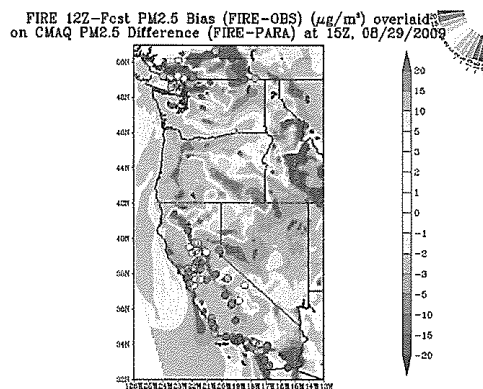 FIRE 12Z-Fcst PM2.5 Bias (FIRE-OBS) (μg/m³) overlaid
on CMAQ PM2.5 Difference (FIRE-PARA) at 15Z, 08/29/2009
20
15
10
5
3
2
1
0
-1
-2
-3
-5
-10
-15
-20
48N
46N
44N
42N
40N
38N
36N
34N